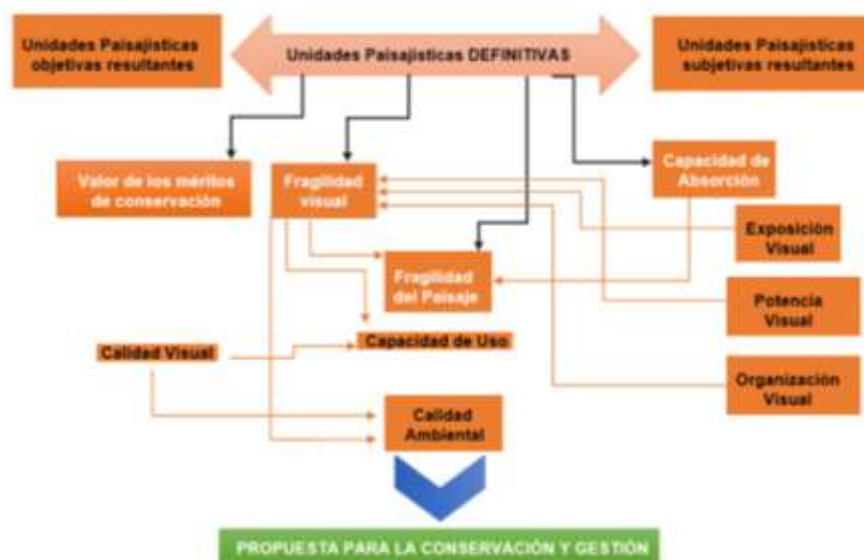 Unidades Paisajísticas
objetivas resultantes
Unidades Paisajísticas DEFINITIVAS
Unidades Paisajísticas
subjetivas resultantes
Valor de los méritos
de conservación
Fragilidad
visual
Capacidad de
Absorción
Exposición
Visual
Fragilidad
del Paisaje
Potencia
Visual
Calidad Visual
Capacidad de Uso
Organización
Visual
Calidad
Ambiental
PROPUESTA PARA LA CONSERVACIÓN Y GESTIÓN